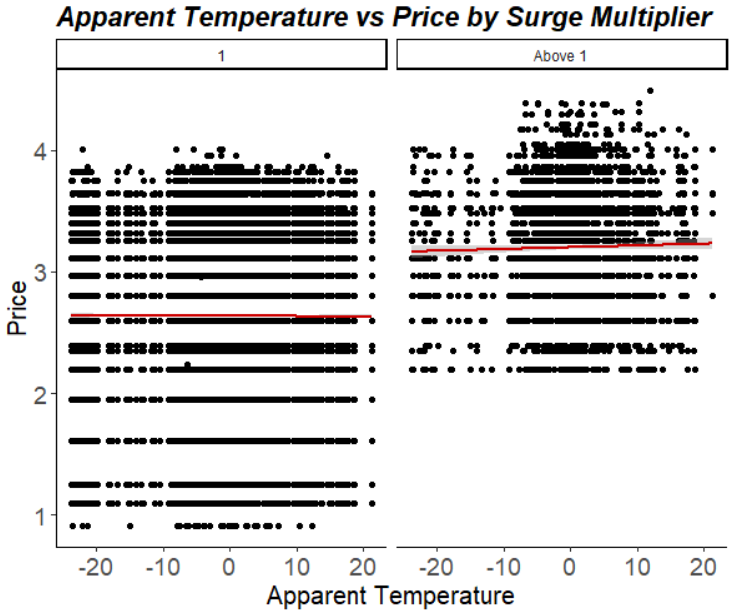 Apparent Temperature vs Price by Surge Multiplier
1 Above 1
4
3
2
1
Price
-20 -10 0 10 20 -20 -10 0 10 20
Apparent Temperature